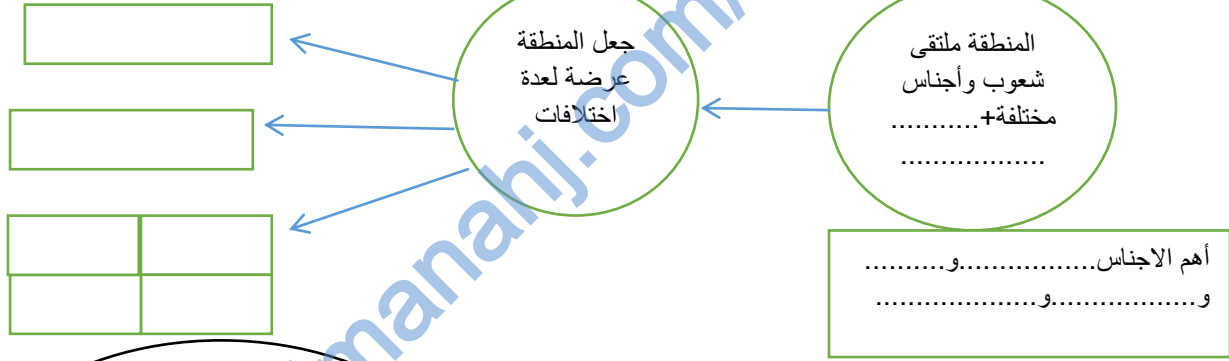 المنطقة ملتقى
شعوب وأجناس
مختلفة+...........
..................
جعل المنطقة
عرضة لعدة
اختلافات
أهم الاجناس.................و..........
و..................و....................
manahj.com/